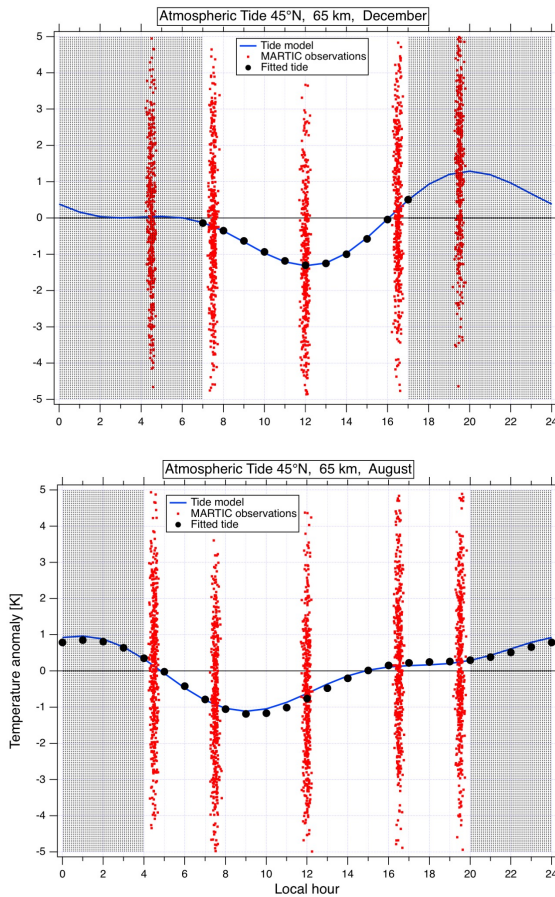 Atmospheric Tide 45°N,  65 km,  December
Tide model
MARTIC observations
Fitted tide
5
4
3
2
1
0
-1
-2
-3
-4
-5
0 2 4 6 8 10 12 14 16 18 20 22 24
Atmospheric Tide 45°N,  65 km,  August
Tide model
MARTIC observations
Fitted tide
Temperature anomaly [K]
5
4
3
2
1
0
-1
-2
-3
-4
-5
0 2 4 6 8 10 12 14 16 18 20 22 24
Local hour